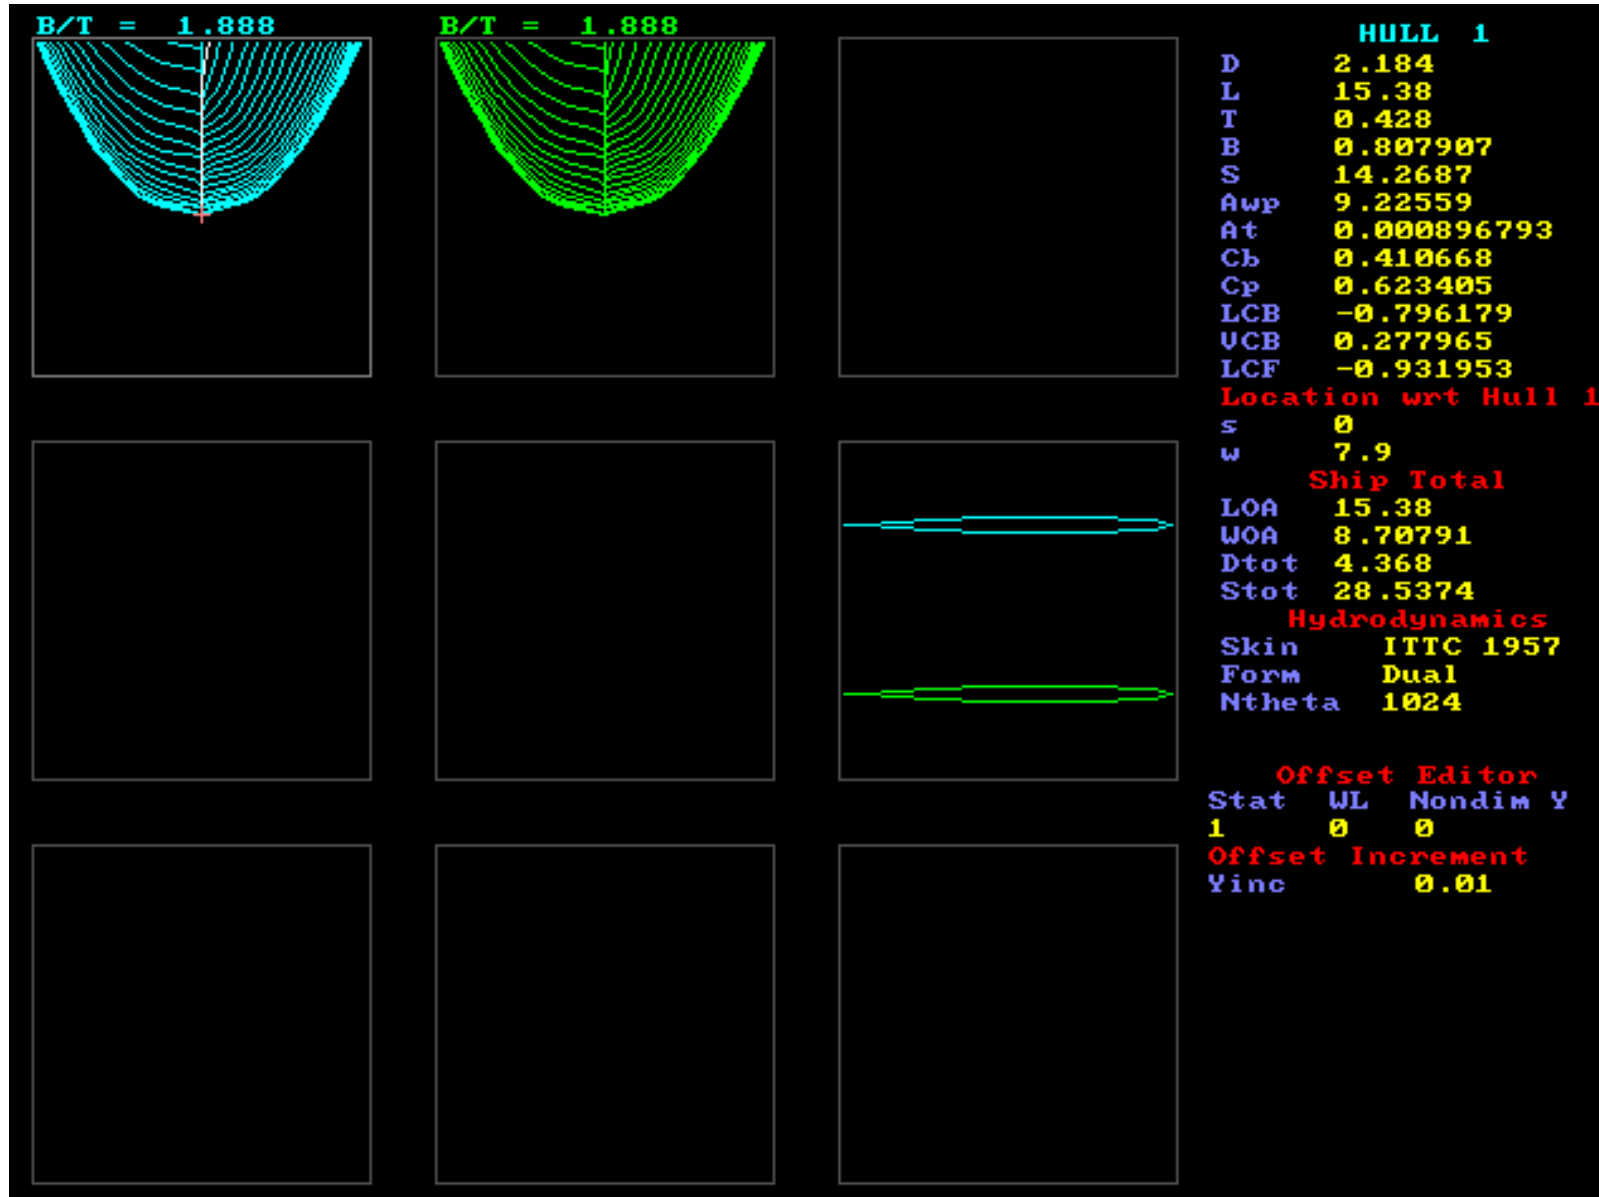 B/T = 1.888
B/T = 1.888
HULL 1
D 2.184
L 15.38
T 0.428
B 0.807907
S 14.2687
Awp 9.22559
At 0.000896793
Cb 0.410668
Cp 0.623405
LCB -0.796179
VCB 0.277965
LCF -0.931953
Location wrt Hull 1
s 0
w 7.9
Ship Total
LOA 15.38
WOA 8.70791
Dtot 4.368
Stot 28.5374
Hydrodynamics
Skin ITTC 1957
Form Dual
Ntheta 1024
Offset Editor
Stat WL Nondim Y
1 0 0
Offset Increment
Yinc 0.01